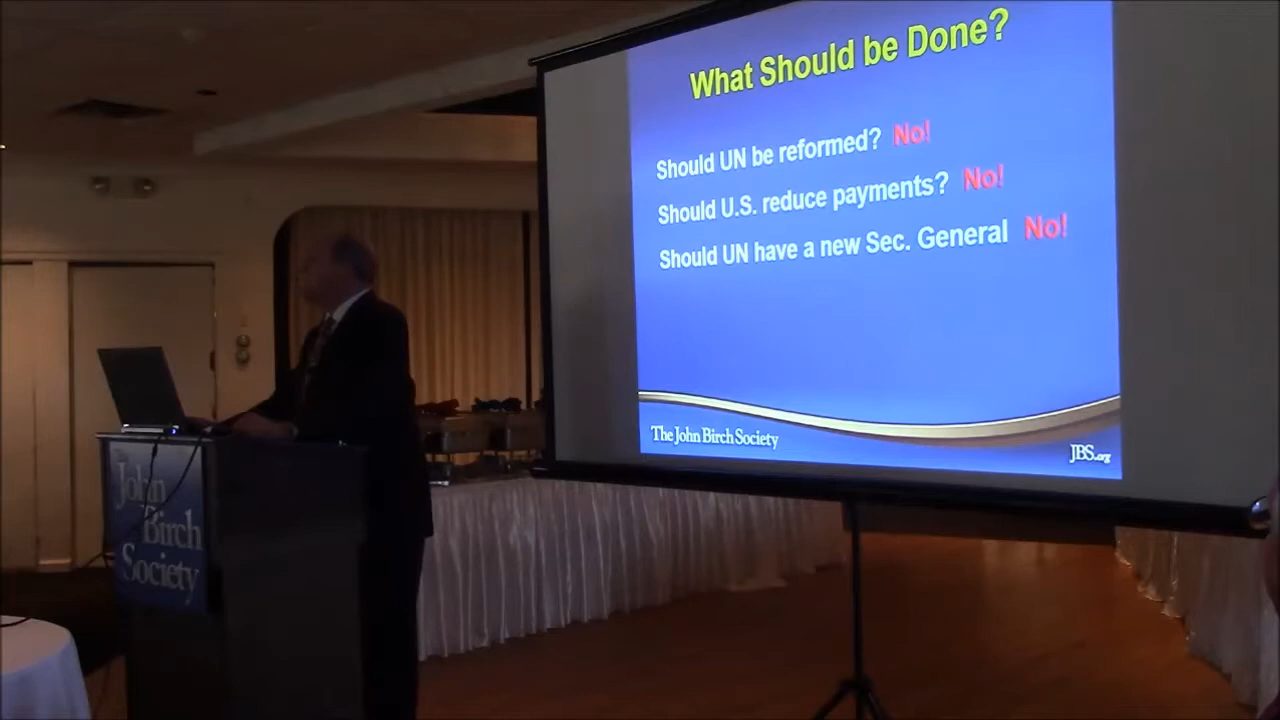 What Should be Done?
Should UN be reformed? No!
Should U.S. reduce payments? No!
Should UN have a new Sec. General No!
The John Birch Society
JBS.org
The
John
Birch
Society